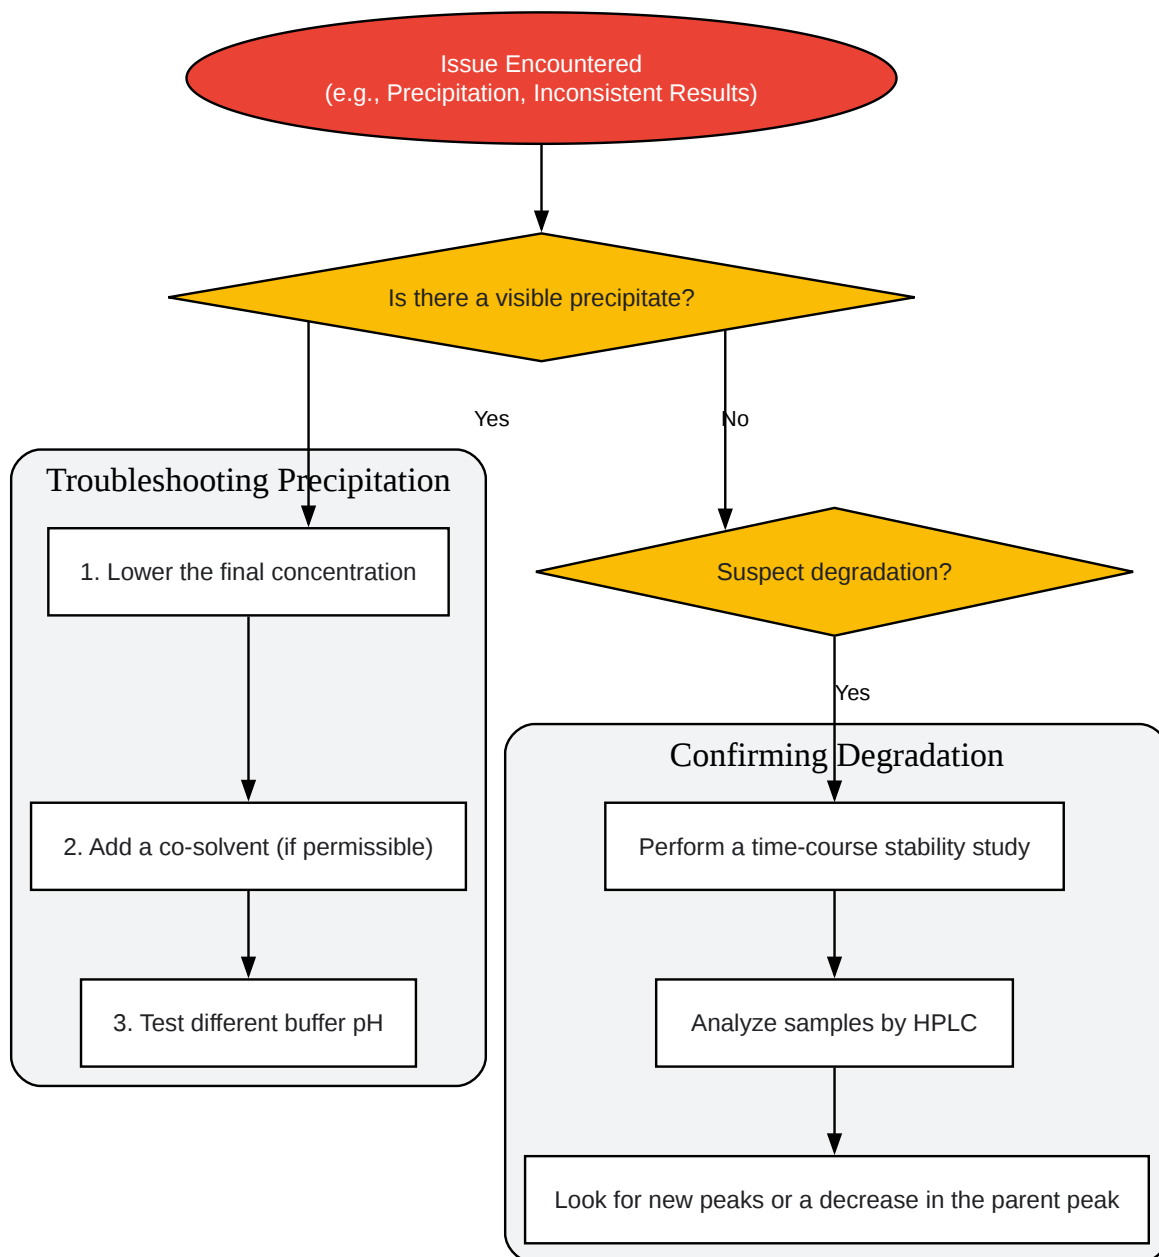 Issue Encountered
(e.g., Precipitation, Inconsistent Results)
Is there a visible precipitate?
Yes
No
Troubleshooting Precipitation
1. Lower the final concentration
2. Add a co-solvent (if permissible)
3. Test different buffer pH
Suspect degradation?
Yes
Confirming Degradation
Perform a time-course stability study
Analyze samples by HPLC
Look for new peaks or a decrease in the parent peak